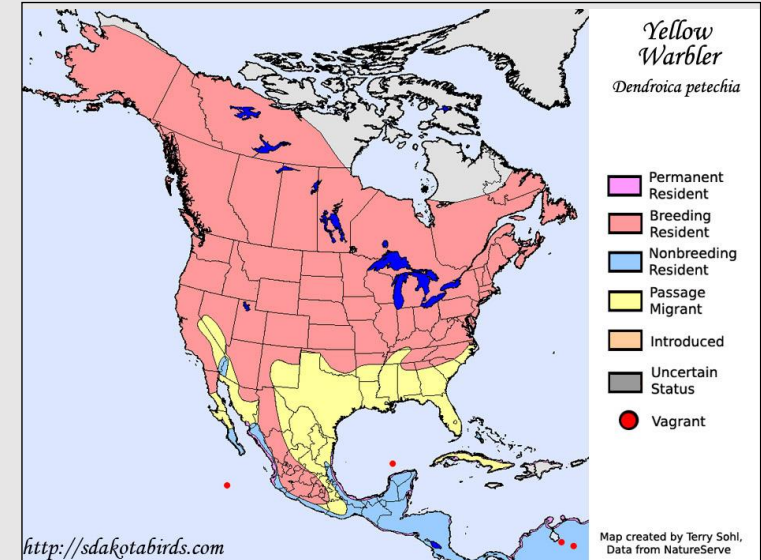 Yellow
Warbler
Dendroica petechia
Permanent
Resident
Breeding
Resident
Nonbreeding
Resident
Passage
Migrant
Introduced
Uncertain
Status
Vagrant
http://sdakotabirds.com
Map created by Terry Sohl,
Data from NatureServe